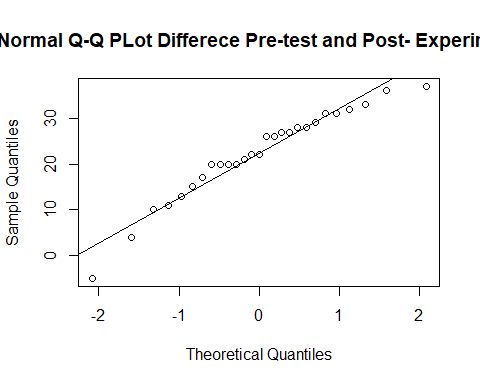 Normal Q-Q PLot Differece Pre-test and Post-
Sample Quantiles
30
20
10
0
-2 -1 0 1 2
Theoretical Quantiles